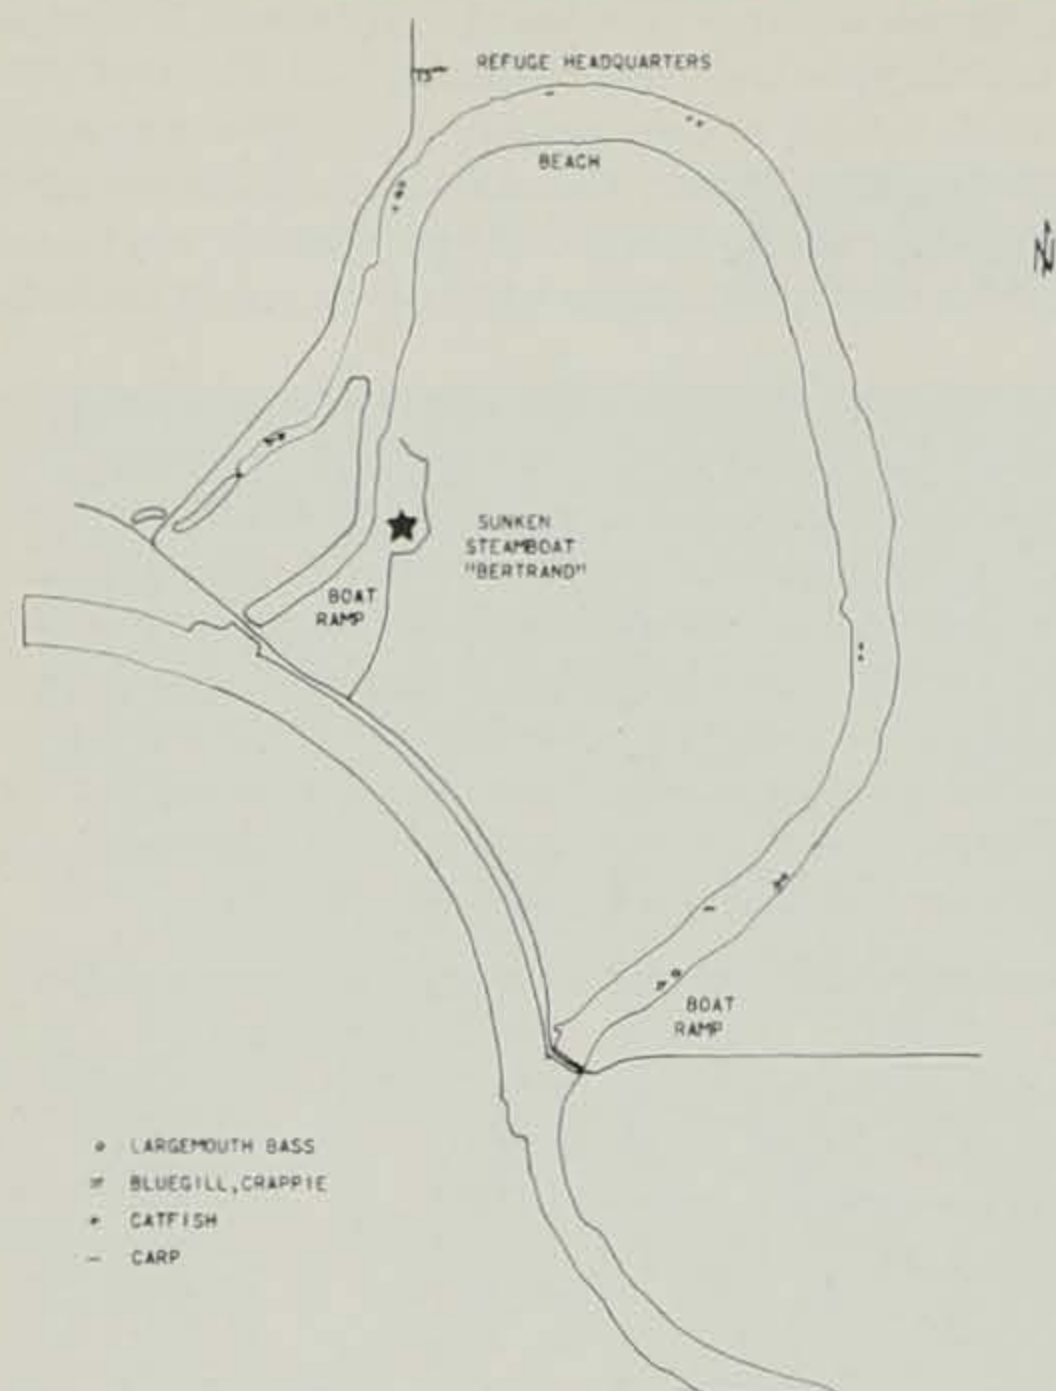 REFUGE HEADQUARTERS
BEACH
N
SUNKEN
STEAMBOAT
"BERTRAND"
BOAT
RAMP
BOAT
RAMP
LARGEMOUTH BASS
BLUEGILL, CRAPPIE
CATFISH
CARP